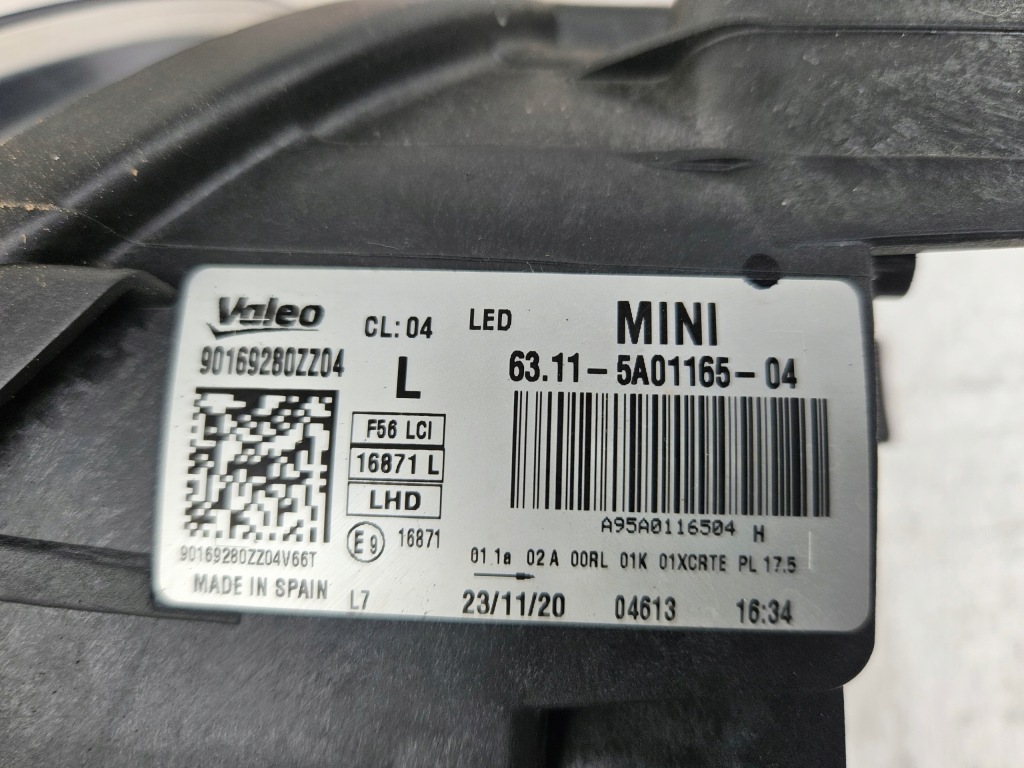 Valeo
CL: 04
LED
MINI
90169280ZZ04
L
63.11 - 5A01165 - 04
F56 LCI
16871 L
LHD
A95A0116504 H
E9 16871
01 1a 02 A 00RL 01K 01XCRTE PL 17.5
90169280ZZ04V66T
MADE IN SPAIN
L7
23/11/20
04613
16:34